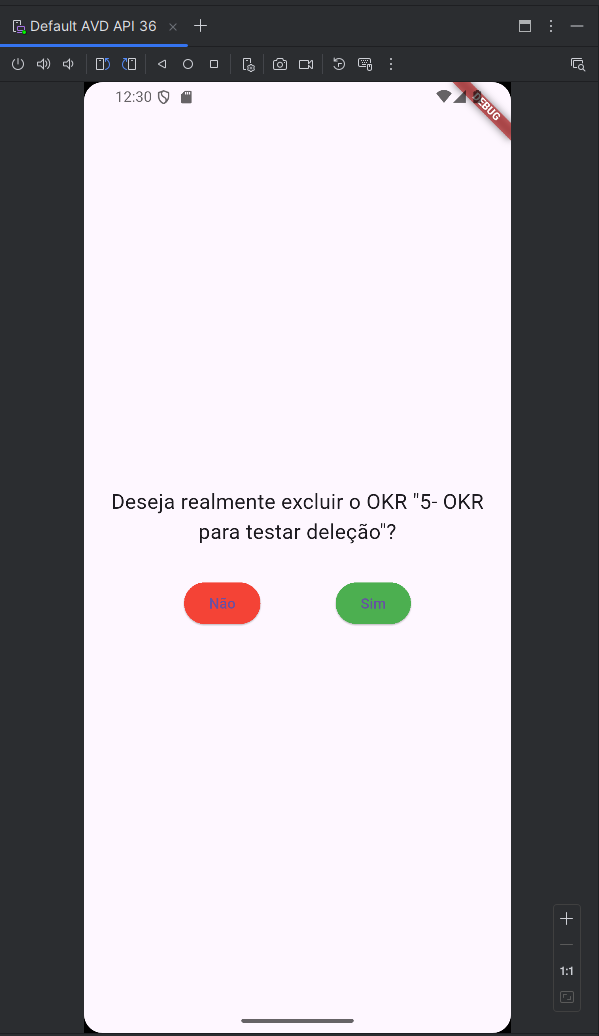 Default AVD API 36
12:30
DEBUG
Deseja realmente excluir o OKR "5- OKR
para testar deleção"?
Não
Sim
1:1